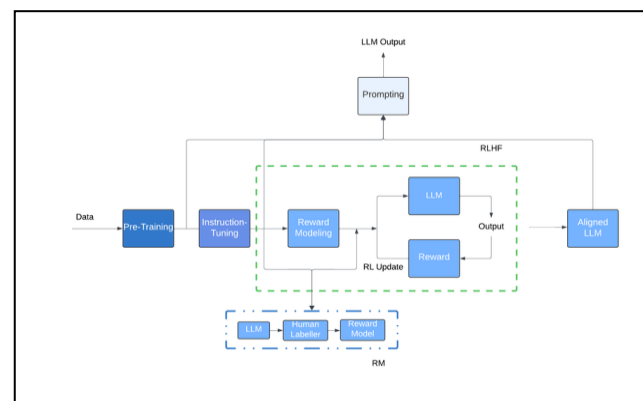 LLM Output
Prompting
RLHF
Data
Pre-Training
Instruction-
Tuning
Reward
Modeling
LLM
Output
Reward
RL Update
Aligned
LLM
LLM
Human
Labeller
Reward
Model
RM